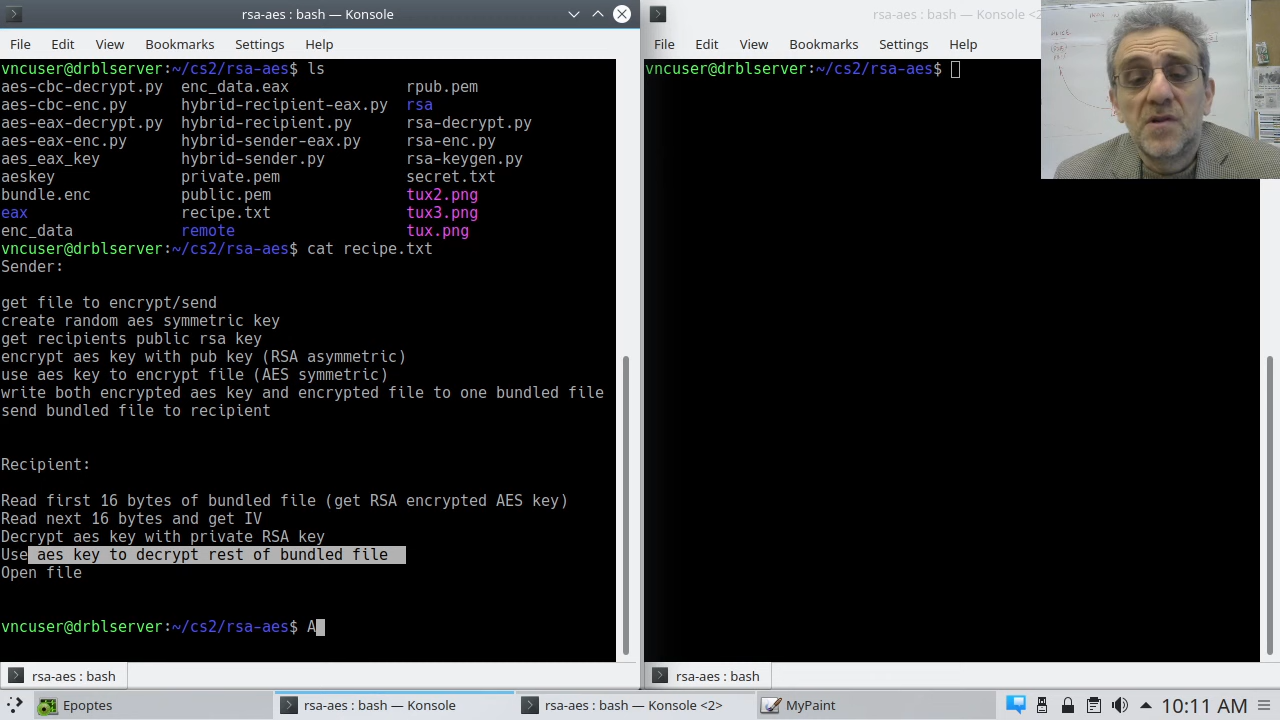 rsa-aes : bash — Konsole
File Edit View Bookmarks Settings Help
vncuser@drblserver:~/cs2/rsa-aes$ ls
aes-cbc-decrypt.py enc_data.eax rpub.pem
aes-cbc-enc.py hybrid-recipient-eax.py rsa
aes-eax-decrypt.py hybrid-recipient.py rsa-decrypt.py
aes-eax-enc.py hybrid-sender-eax.py rsa-enc.py
aes_eax_key hybrid-sender.py rsa-keygen.py
aeskey private.pem secret.txt
bundle.enc public.pem tux2.png
eax recipe.txt tux3.png
enc_data remote tux.png
vncuser@drblserver:~/cs2/rsa-aes$ cat recipe.txt
Sender:
get file to encrypt/send
create random aes symmetric key
get recipients public rsa key
encrypt aes key with pub key (RSA asymmetric)
use aes key to encrypt file (AES symmetric)
write both encrypted aes key and encrypted file to one bundled file
send bundled file to recipient
Recipient:
Read first 16 bytes of bundled file (get RSA encrypted AES key)
Read next 16 bytes and get IV
Decrypt aes key with private RSA key
Use aes key to decrypt rest of bundled file
Open file
vncuser@drblserver:~/cs2/rsa-aes$ A
rsa-aes : bash
rsa-aes : bash — Konsole <2
File Edit View Bookmarks Settings Help
vncuser@drblserver:~/cs2/rsa-aes$
rsa-aes : bash
Epoptes rsa-aes : bash — Konsole rsa-aes : bash — Konsole <2> MyPaint 10:11 AM